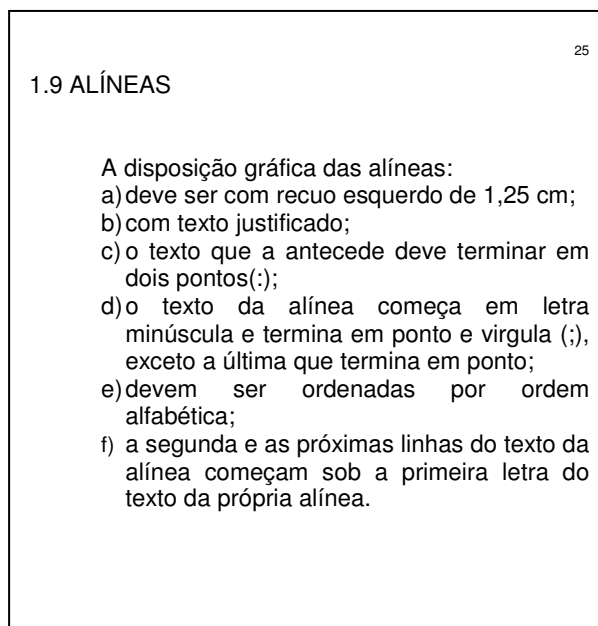 25
1.9 ALÍNEAS
A disposição gráfica das alíneas:
a) deve ser com recuo esquerdo de 1,25 cm;
b) com texto justificado;
c) o texto que a antecede deve terminar em
dois pontos(:);
d) o texto da alínea começa em letra
minúscula e termina em ponto e virgula (;),
exceto a última que termina em ponto;
e) devem ser ordenadas por ordem
alfabética;
f) a segunda e as próximas linhas do texto da
alínea começam sob a primeira letra do
texto da própria alínea.